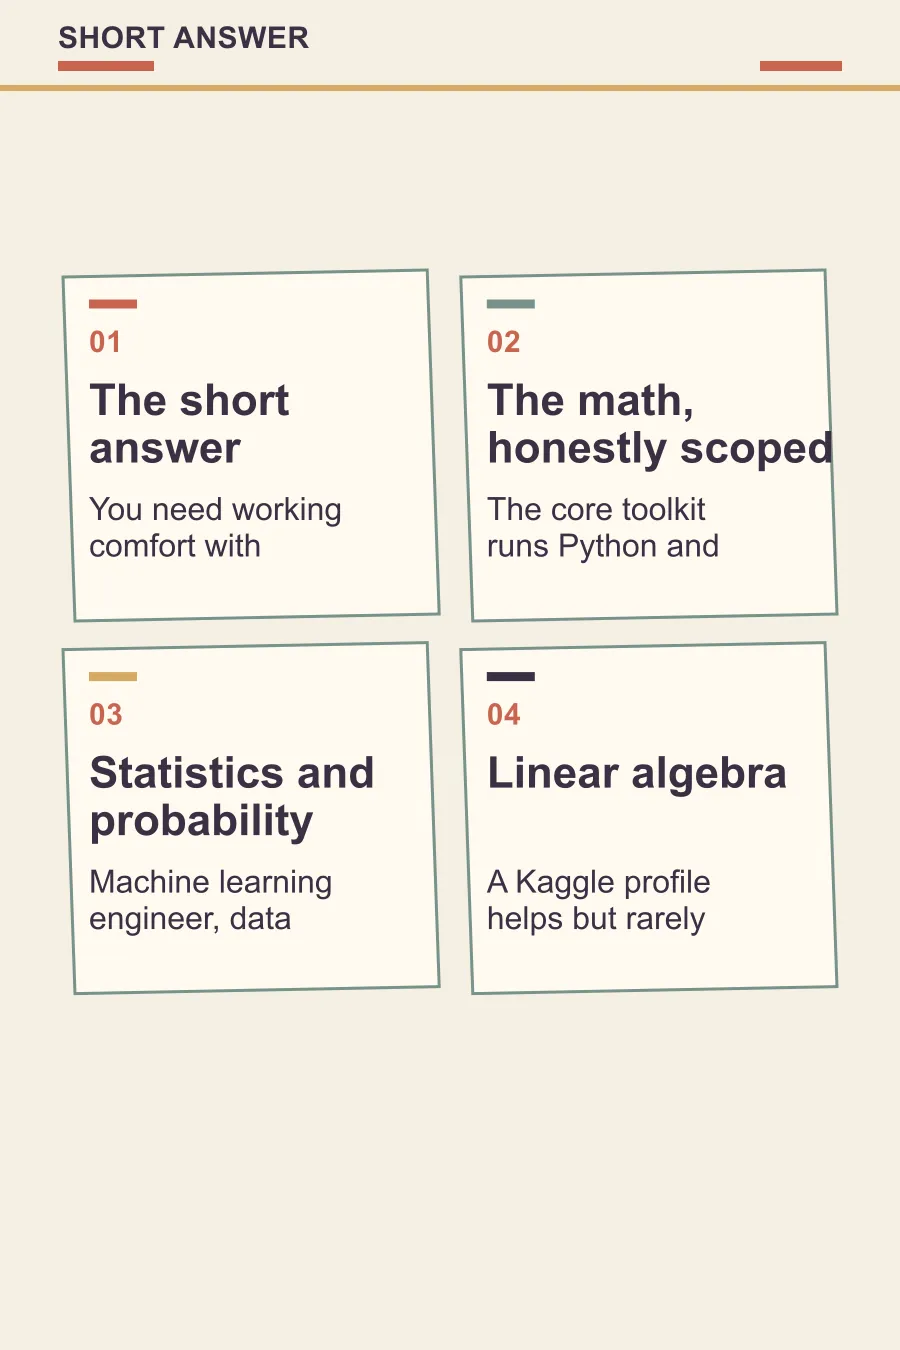 SHORT ANSWER
01
The short
answer
You need working
comfort with
02
The math,
honestly scoped
The core toolkit
runs Python and
03
Statistics and
probability
Machine learning
engineer, data
04
Linear algebra
A Kaggle profile
helps but rarely